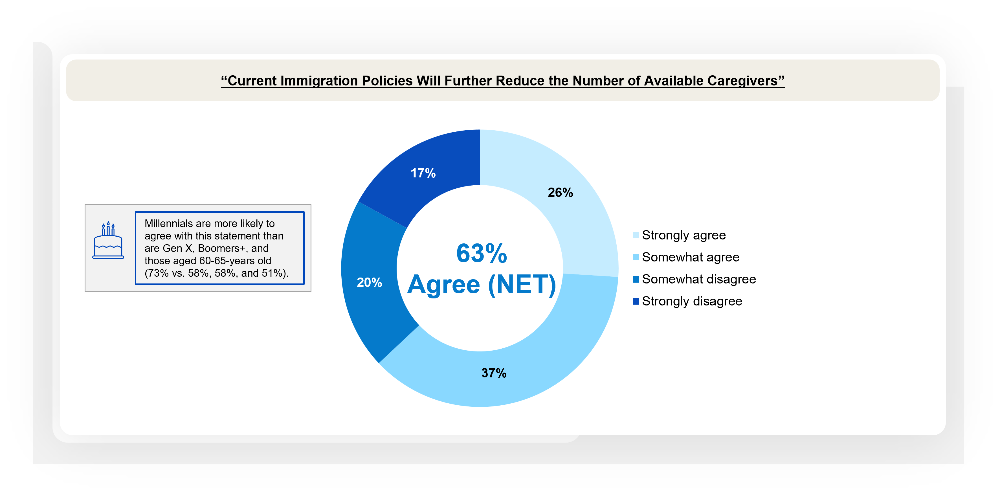 “Current Immigration Policies Will Further Reduce the Number of Available Caregivers”
17%
26%
Millennials are more likely to
agree with this statement than
are Gen X, Boomers+, and
those aged 60-65-years old
(73% vs. 58%, 58%, and 51%).
63%
Agree (NET)
20%
37%
Strongly agree
Somewhat agree
Somewhat disagree
Strongly disagree